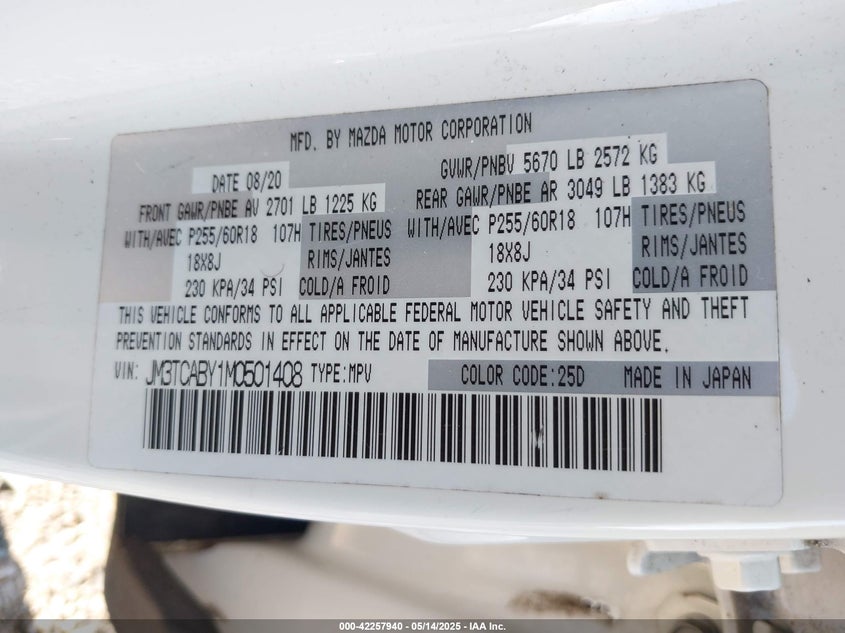 MFD. BY MAZDA MOTOR CORPORATION
DATE 08/20 GVWR/PNBV 5670 LB 2572 KG
FRONT GAWR/PNBE AV 2701 LB 1225 KG REAR GAWR/PNBE AR 3049 LB 1383 KG
WITH/AVEC P255/60R18 107H TIRES/PNEUS WITH/AVEC P255/60R18 107H TIRES/PNEUS
18X8J RIMS/JANTES 18X8J RIMS/JANTES
230 KPA/34 PSI COLD/A FROID 230 KPA/34 PSI COLD/A FROID
THIS VEHICLE CONFORMS TO ALL APPLICABLE FEDERAL MOTOR VEHICLE SAFETY AND THEFT
PREVENTION STANDARDS IN EFFECT ON THE DATE OF MANUFACTURE SHOWN ABOVE.
VIN: JM3TCABY1M0501408 TYPE:MPV COLOR CODE:25D MADE IN JAPAN
000-42257940 - 05/14/2025 - IAA Inc.